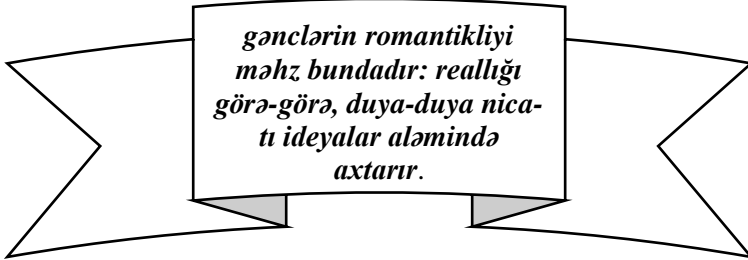 gənclərin romantikliyi
məhz bundadır: reallığı
görə-görə, duya-duya nica-
tı ideyalar aləmində
axtarır.